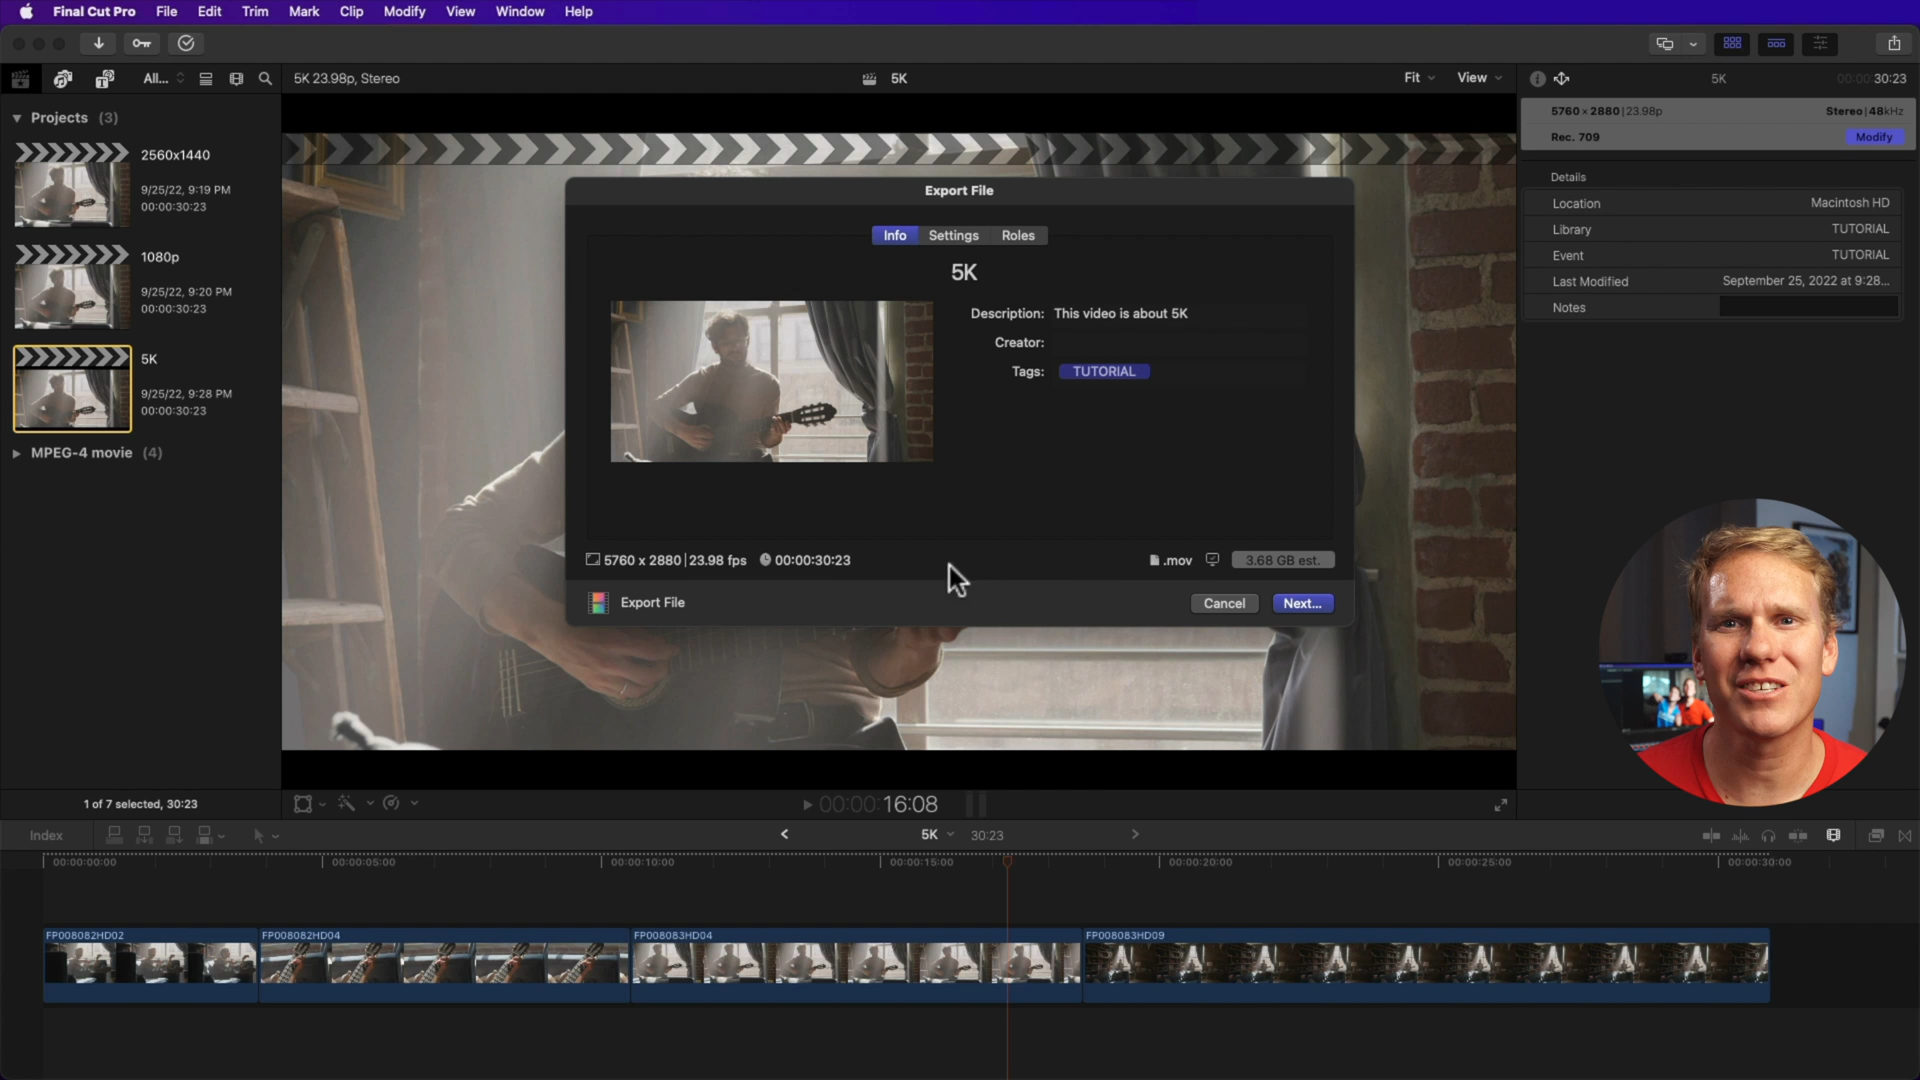 Final Cut Pro File Edit Trim Mark Clip Modify View Window Help
All... 5K 23.98p, Stereo 5K Fit View 5K 00:00:30:23
Projects (3)
2560x1440
9/25/22, 9:19 PM
00:00:30:23
1080p
9/25/22, 9:20 PM
00:00:30:23
5K
9/25/22, 9:28 PM
00:00:30:23
MPEG-4 movie (4)
1 of 7 selected, 30:23
Export File
Info Settings Roles
5K
Description: This video is about 5K
Creator:
Tags: TUTORIAL
5760 x 2880 | 23.98 fps 00:00:30:23 .mov 3.68 GB est.
Export File Cancel Next...
5760 × 2880 | 23.98p Stereo | 48kHz
Rec. 709 Modify
Details
Location Macintosh HD
Library TUTORIAL
Event TUTORIAL
Last Modified September 25, 2022 at 9:28...
Notes
00:00:16:08
Index 5K 30:23
00:00:00:00 00:00:05:00 00:00:10:00 00:00:15:00 00:00:20:00 00:00:25:00 00:00:30:00
FP008082HD02 FP008082HD04 FP008083HD04 FP008083HD09